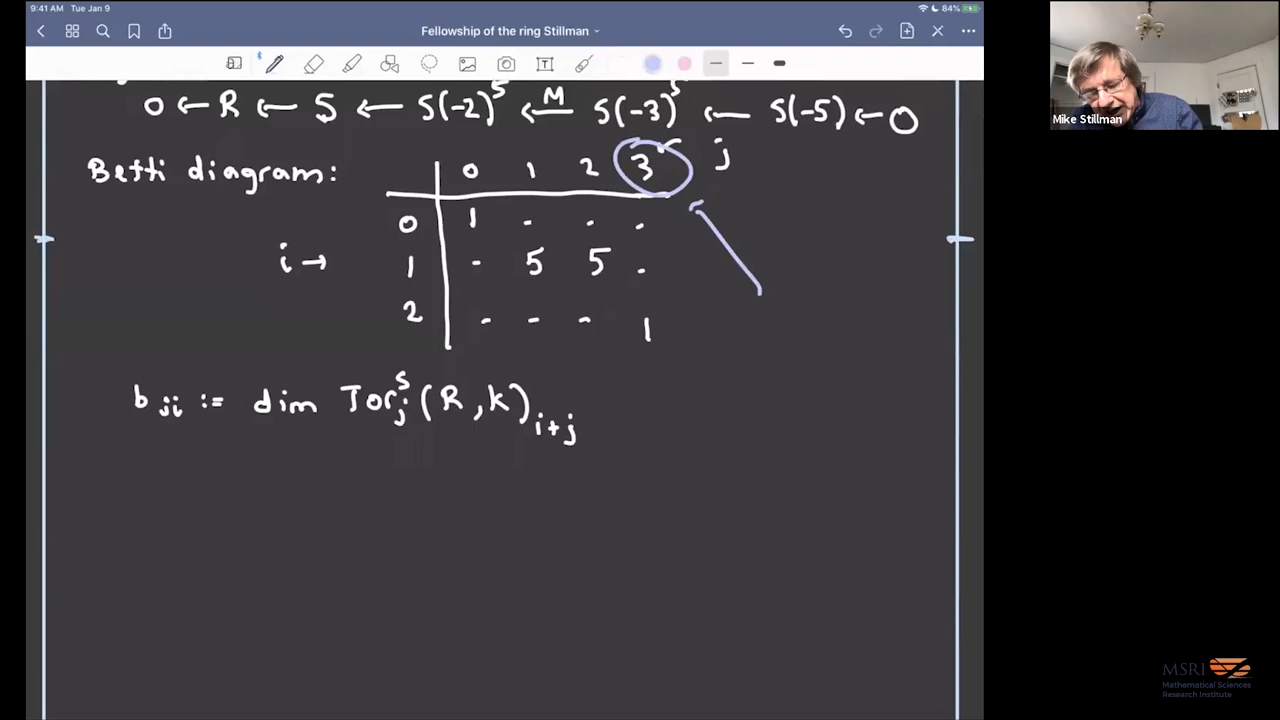 9:41 AM Tue Jan 9
84%
Fellowship of the ring Stillman
0 ← R ← S ← S(-2)^5 ←M S(-3)^5 ← S(-5) ← 0
Betti diagram:
0 1 2 3 j
0 1 - - .
i → 1 - 5 5 .
2 - - - 1
b_ji := dim Tor_j^S (R, k)_i+j
Mike Stillman
MSRI
Mathematical Sciences
Research Institute